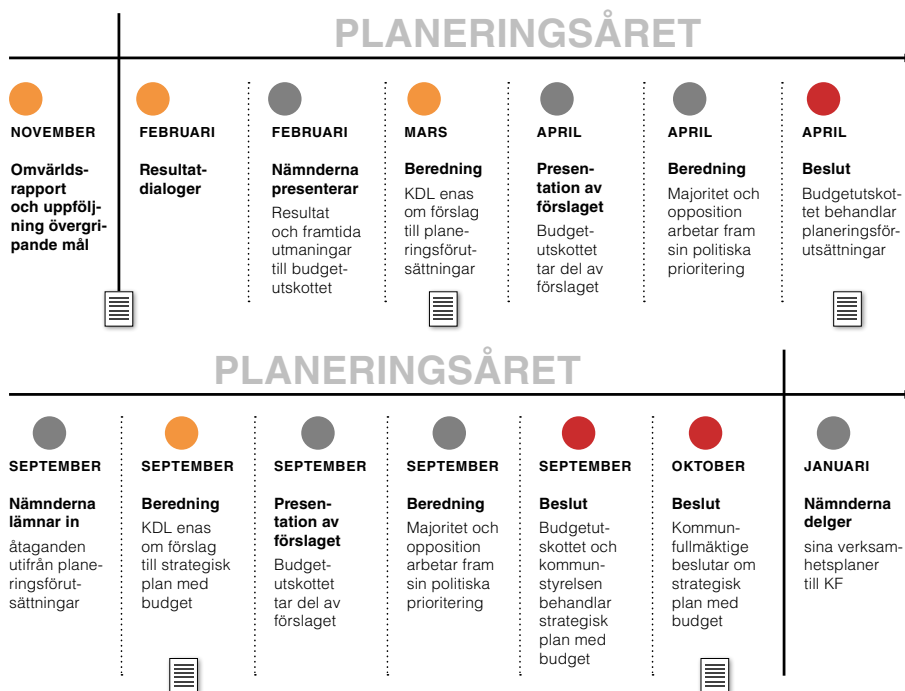 PLANERINGSÅRET
NOVEMBER
Omvärlds-
rapport
och uppfölj-
ning övergri-
pande mål
FEBRUARI
Resultat-
dialoger
FEBRUARI
Nämnderna
presenterar
Resultat
och framtida
utmaningar
till budget-
utskottet
MARS
Beredning
KDL enas
om förslag
till plane-
ringsförut-
sättningar
APRIL
Presen-
tation av
förslaget
Budget-
utskottet
tar del av
förslaget
APRIL
Beredning
Majoritet och
opposition
arbetar fram
sin politiska
prioritering
APRIL
Beslut
Budgetutskot-
tet behandlar
planeringsför-
utsättningar
PLANERINGSÅRET
SEPTEMBER
Nämnderna
lämnar in
åtaganden
utifrån plane-
ringsförut-
sättningar
SEPTEMBER
Beredning
KDL enas
om förslag
till strategisk
plan med
budget
SEPTEMBER
Presen-
tation av
förslaget
Budget-
utskottet
tar del av
förslaget
SEPTEMBER
Beredning
Majoritet och
opposition
arbetar fram
sin politiska
prioritering
SEPTEMBER
Beslut
Budgetut-
skottet och
kommun-
styrelsen
behandlar
strategisk
plan med
budget
OKTOBER
Beslut
Kommun-
fullmäktige
beslutar om
strategisk
plan med
budget
JANUARI
Nämnderna
delger
sina verksam-
hetsplaner
till KF